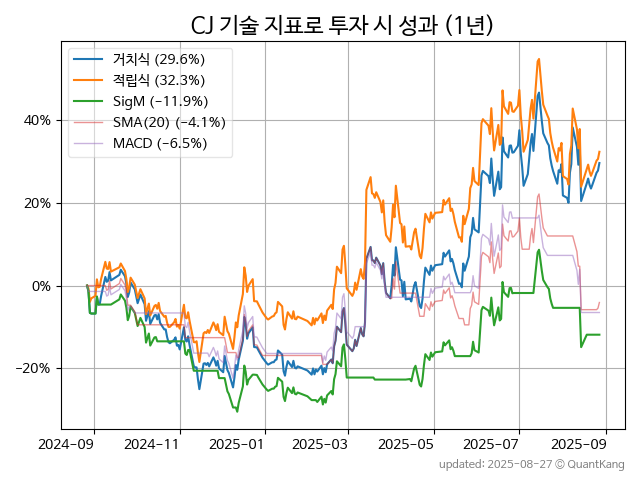 CJ 기술 지표로 투자 시 성과 (1년)
거치식 (29.6%)
적립식 (32.3%)
SigM (−11.9%)
SMA(20) (−4.1%)
MACD (−6.5%)
40%
20%
0%
−20%
2024-09 2024-11 2025-01 2025-03 2025-05 2025-07 2025-09
updated: 2025-08-27 © QuantKang